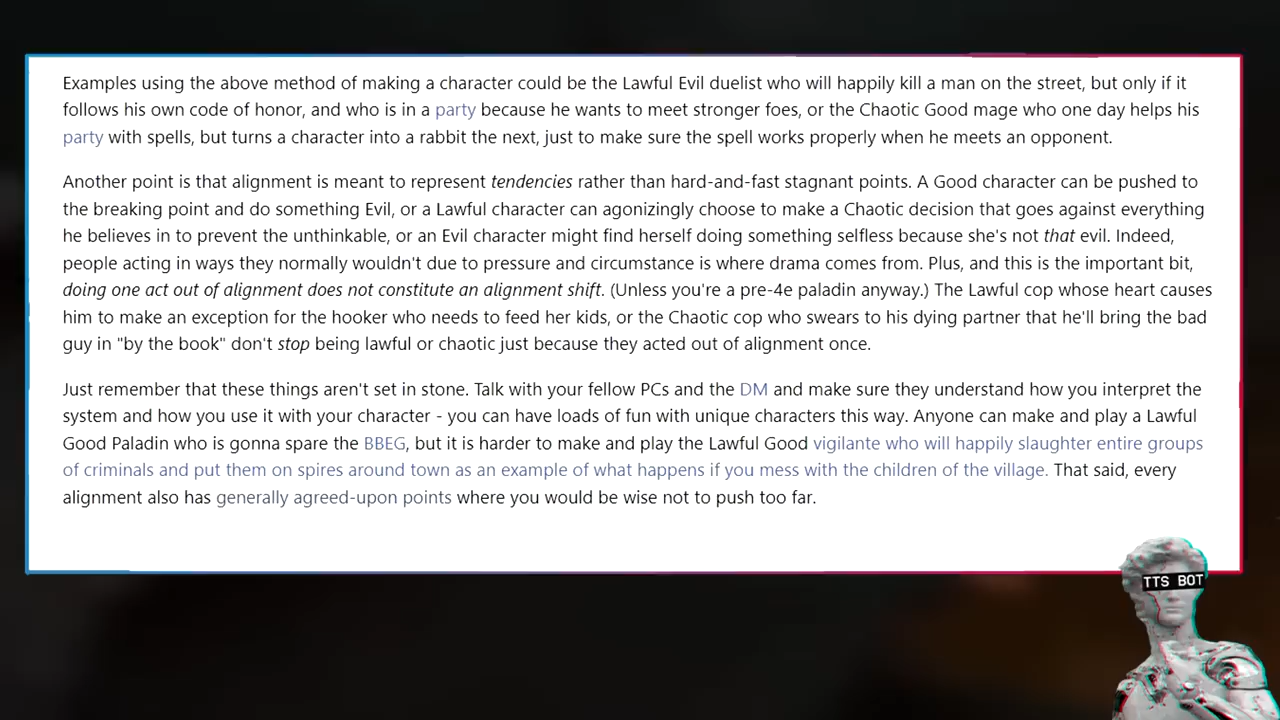 Examples using the above method of making a character could be the Lawful Evil duelist who will happily kill a man on the street, but only if it
follows his own code of honor, and who is in a party because he wants to meet stronger foes, or the Chaotic Good mage who one day helps his
party with spells, but turns a character into a rabbit the next, just to make sure the spell works properly when he meets an opponent.
Another point is that alignment is meant to represent tendencies rather than hard-and-fast stagnant points. A Good character can be pushed to
the breaking point and do something Evil, or a Lawful character can agonizingly choose to make a Chaotic decision that goes against everything
he believes in to prevent the unthinkable, or an Evil character might find herself doing something selfless because she's not that evil. Indeed,
people acting in ways they normally wouldn't due to pressure and circumstance is where drama comes from. Plus, and this is the important bit,
doing one act out of alignment does not constitute an alignment shift. (Unless you're a pre-4e paladin anyway.) The Lawful cop whose heart causes
him to make an exception for the hooker who needs to feed her kids, or the Chaotic cop who swears to his dying partner that he'll bring the bad
guy in "by the book" don't stop being lawful or chaotic just because they acted out of alignment once.
Just remember that these things aren't set in stone. Talk with your fellow PCs and the DM and make sure they understand how you interpret the
system and how you use it with your character - you can have loads of fun with unique characters this way. Anyone can make and play a Lawful
Good Paladin who is gonna spare the BBEG, but it is harder to make and play the Lawful Good vigilante who will happily slaughter entire groups
of criminals and put them on spires around town as an example of what happens if you mess with the children of the village. That said, every
alignment also has generally agreed-upon points where you would be wise not to push too far.
TTS BOT